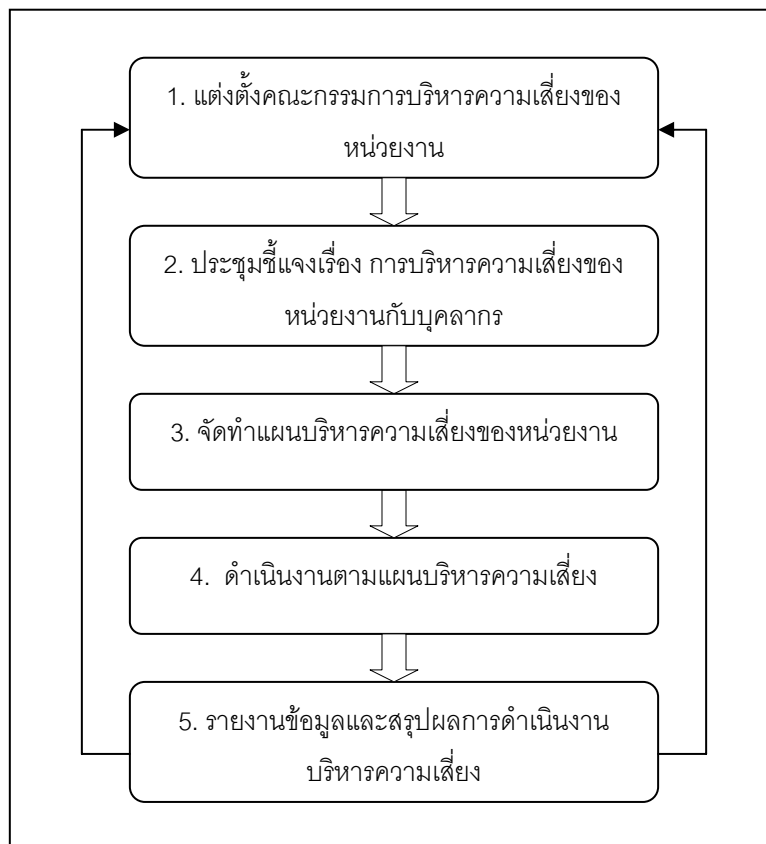 1. แต่งตั้งคณะกรรมการบริหารความเสี่ยงของ
หน่วยงาน
2. ประชุมชี้แจงเรื่อง การบริหารความเสี่ยงของ
หน่วยงานกับบุคลากร
3. จัดทำแผนบริหารความเสี่ยงของหน่วยงาน
4. ดำเนินงานตามแผนบริหารความเสี่ยง
5. รายงานข้อมูลและสรุปผลการดำเนินงาน
บริหารความเสี่ยง